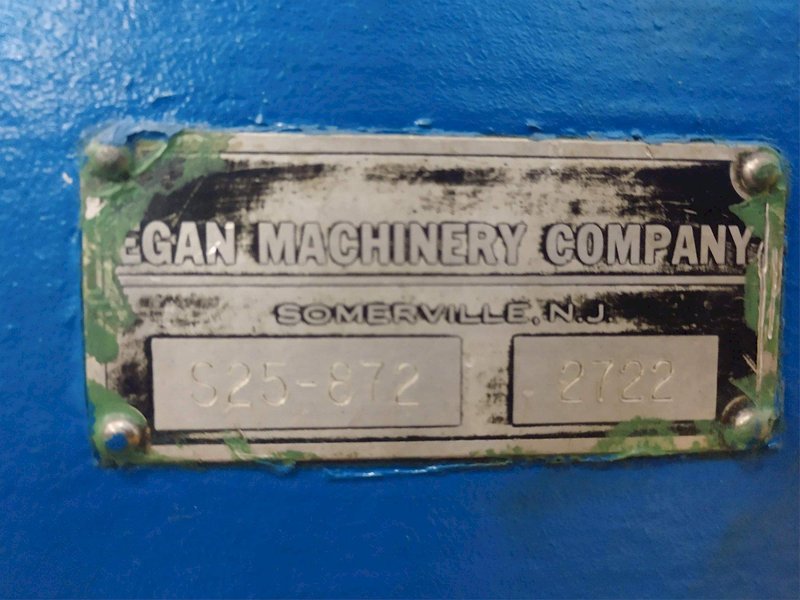 EGAN MACHINERY COMPANY
SOMERVILLE, N.J.
S25-872 2722